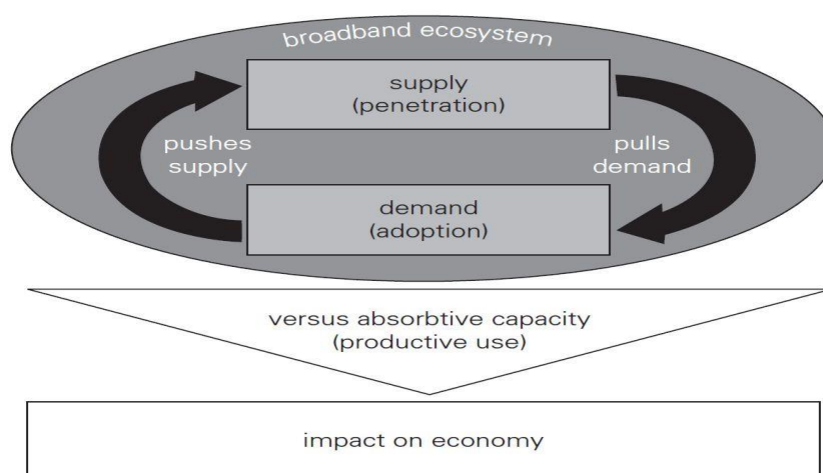 broadband ecosystem
supply
(penetration)
pushes
supply
pulls
demand
demand
(adoption)
versus absorbtive capacity
(productive use)
impact on economy